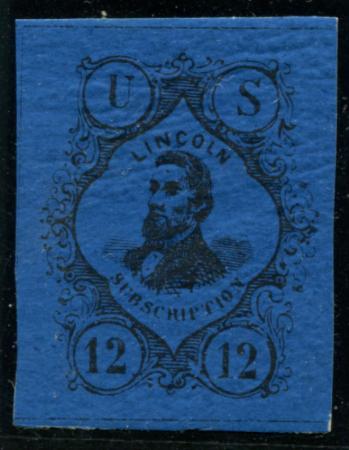 U S
LINCOLN
SUBSCRIPTION
12 12